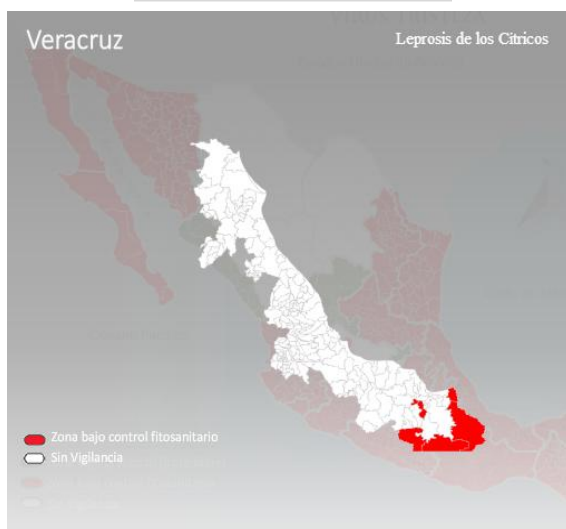 Veracruz
Leprosis de los Cítricos
Zona bajo control fitosanitario
Sin Vigilancia